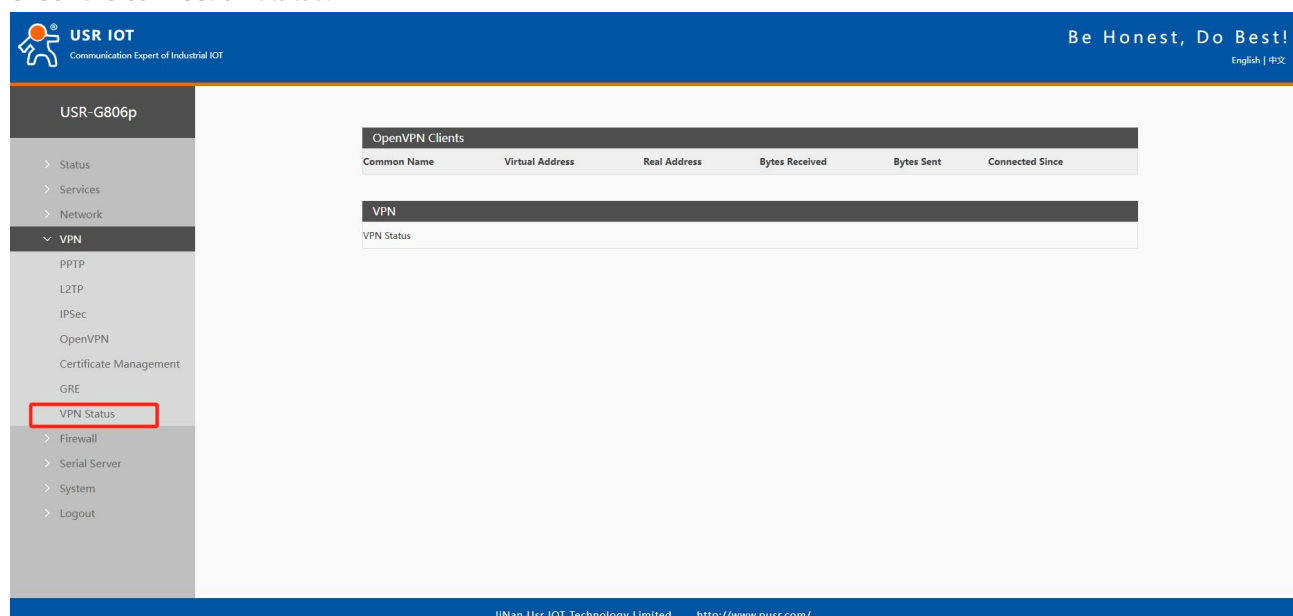 USR IOT
Communication Expert of Industrial IOT
Be Honest, Do Best!
English | 中文
USR-G806p
Status
Services
Network
VPN
PPTP
L2TP
IPSec
OpenVPN
Certificate Management
GRE
VPN Status
Firewall
Serial Server
System
Logout
OpenVPN Clients
Common Name Virtual Address Real Address Bytes Received Bytes Sent Connected Since
VPN
VPN Status
JiNan Usr IOT Technology Limited http://www.pusr.com/